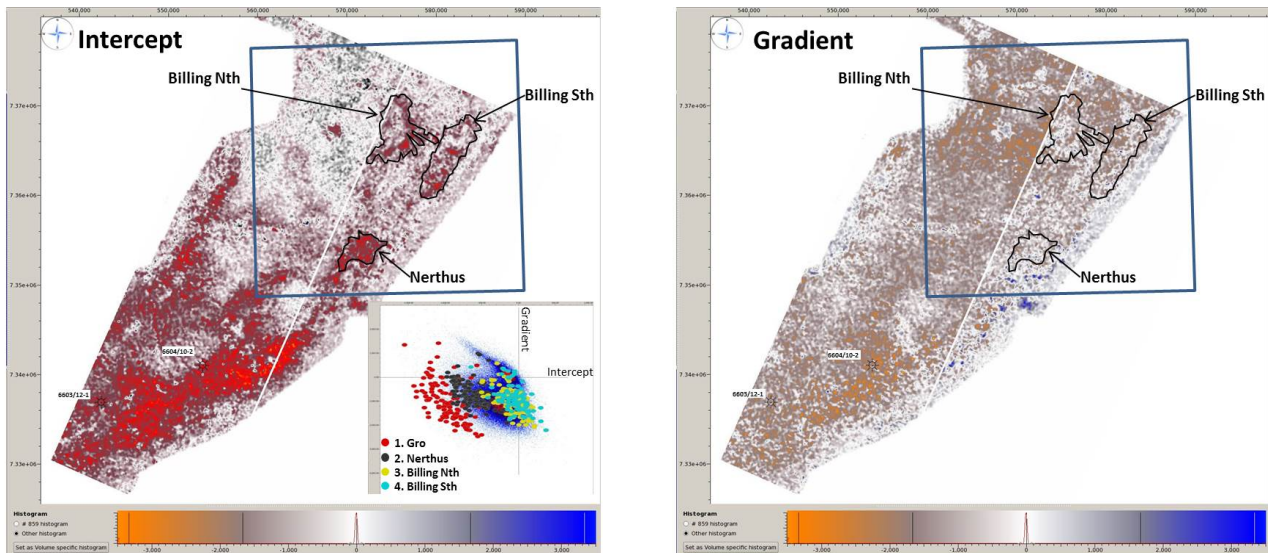 540,000
550,000
560,000
570,000
580,000
590,000
Intercept
Billing Nth
Billing Sth
7.37e+06
7.36e+06
Nerthus
7.35e+06
6604/10-2
7.34e+06
6603/12-1
7.33e+06
Gradient
Intercept
1. Gro
2. Nerthus
3. Billing Nth
4. Billing Sth
Histogram
# 859 histogram
Other histogram
Set as Volume specific histogram
-3,000
-2,000
-1,000
0
1,000
2,000
3,000
540,000
550,000
560,000
570,000
580,000
590,000
Gradient
Billing Nth
Billing Sth
7.37e+06
7.36e+06
Nerthus
7.35e+06
6604/10-2
7.34e+06
6603/12-1
7.33e+06
Histogram
# 859 histogram
Other histogram
Set as Volume specific histogram
-3,000
-2,000
-1,000
0
1,000
2,000
3,000